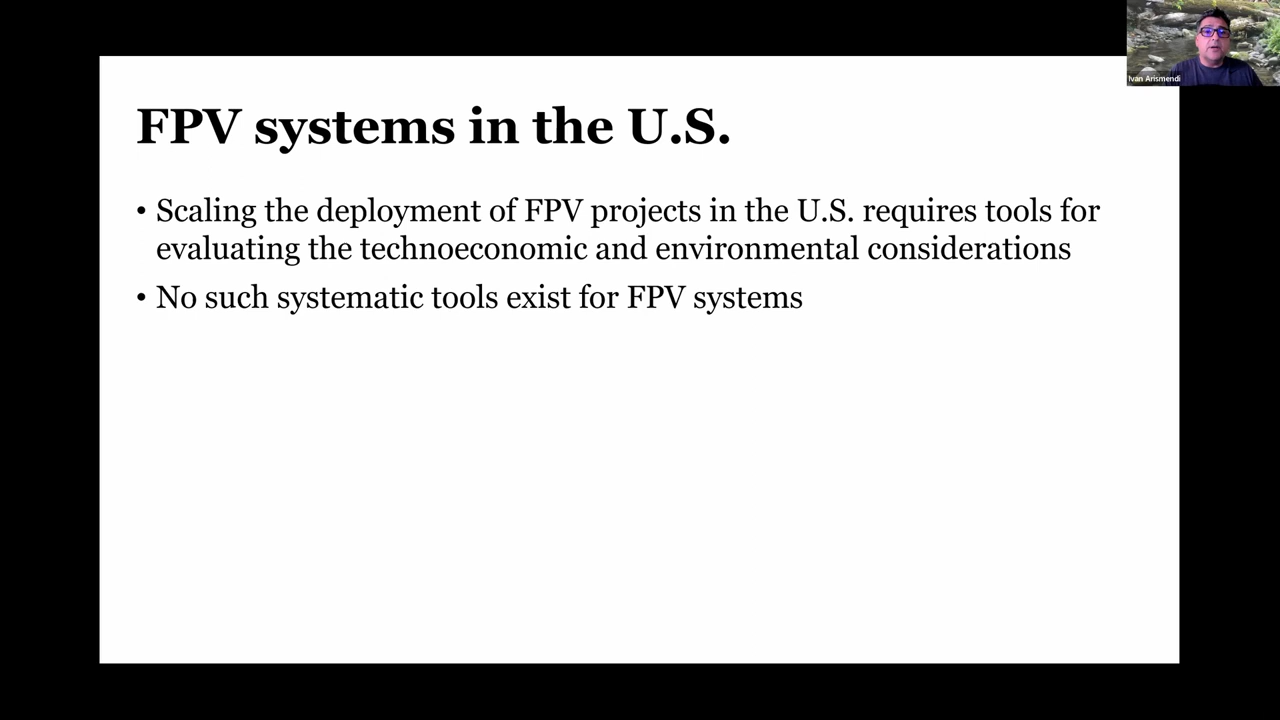 Ivan Arismendi
FPV systems in the U.S.
• Scaling the deployment of FPV projects in the U.S. requires tools for
evaluating the technoeconomic and environmental considerations
• No such systematic tools exist for FPV systems